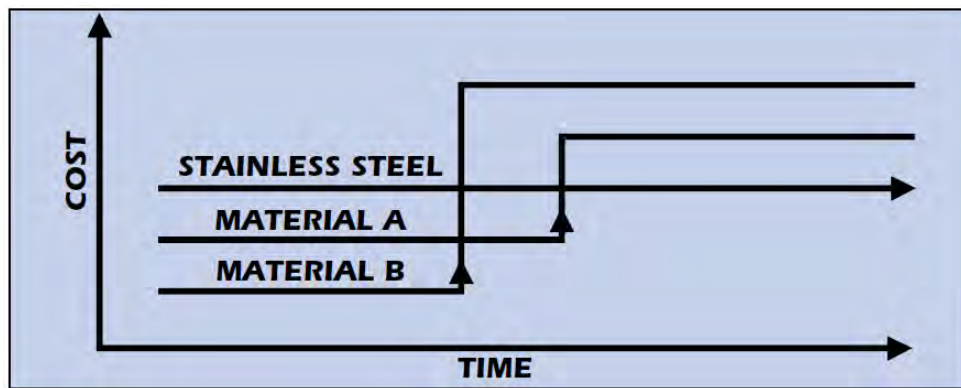 COST
STAINLESS STEEL
MATERIAL A
MATERIAL B
TIME